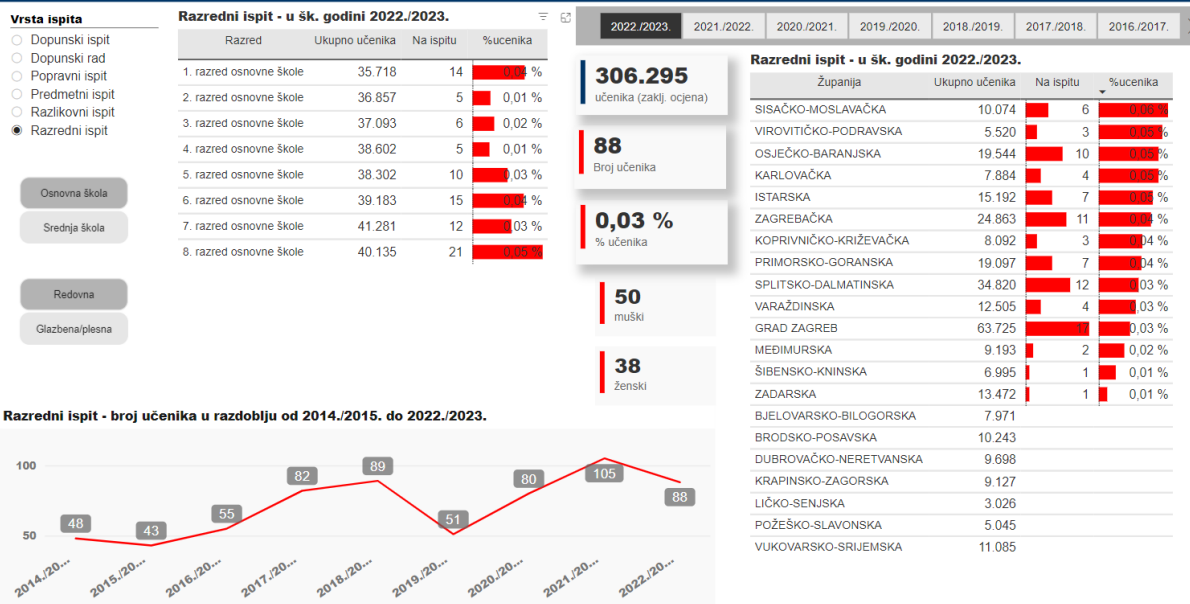 Vrsta ispita
Dopunski ispit
Dopunski rad
Popravni ispit
Predmetni ispit
Razlikovni ispit
Razredni ispit
Osnovna škola
Srednja škola
Redovna
Glazbena/plesna
Razredni ispit - u šk. godini 2022./2023.
Razred Ukupno učenika Na ispitu %ucenika
1. razred osnovne škole 35.718 14 0,04 %
2. razred osnovne škole 36.857 5 0,01 %
3. razred osnovne škole 37.093 6 0,02 %
4. razred osnovne škole 38.602 5 0,01 %
5. razred osnovne škole 38.302 10 0,03 %
6. razred osnovne škole 39.183 15 0,04 %
7. razred osnovne škole 41.281 12 0,03 %
8. razred osnovne škole 40.135 21 0,05 %
2022./2023. 2021./2022. 2020./2021. 2019./2020. 2018./2019. 2017./2018. 2016./2017.
306.295
učenika (zaklj. ocjena)
88
Broj učenika
0,03 %
% učenika
50
muški
38
ženski
Razredni ispit - u šk. godini 2022./2023.
Županija Ukupno učenika Na ispitu %ucenika
SISAČKO-MOSLAVAČKA 10.074 6 0,06 %
VIROVITIČKO-PODRAVSKA 5.520 3 0,05 %
OSJEČKO-BARANJSKA 19.544 10 0,05 %
KARLOVAČKA 7.884 4 0,05 %
ISTARSKA 15.192 7 0,05 %
ZAGREBAČKA 24.863 11 0,04 %
KOPRIVNIČKO-KRIŽEVAČKA 8.092 3 0,04 %
PRIMORSKO-GORANSKA 19.097 7 0,04 %
SPLITSKO-DALMATINSKA 34.820 12 0,03 %
VARAŽDINSKA 12.505 4 0,03 %
GRAD ZAGREB 63.725 17 0,03 %
MEĐIMURSKA 9.193 2 0,02 %
ŠIBENSKO-KNINSKA 6.995 1 0,01 %
ZADARSKA 13.472 1 0,01 %
BJELOVARSKO-BILOGORSKA 7.971
BRODSKO-POSAVSKA 10.243
DUBROVAČKO-NERETVANSKA 9.698
KRAPINSKO-ZAGORSKA 9.127
LIČKO-SENJSKA 3.026
POŽEŠKO-SLAVONSKA 5.045
VUKOVARSKO-SRIJEMSKA 11.085
Razredni ispit - broj učenika u razdoblju od 2014./2015. do 2022./2023.
100
50
48 43 55 82 89 51 80 105 88
2014./20... 2015./20... 2016./20... 2017./20... 2018./20... 2019./20... 2020./20... 2021./20... 2022./20...